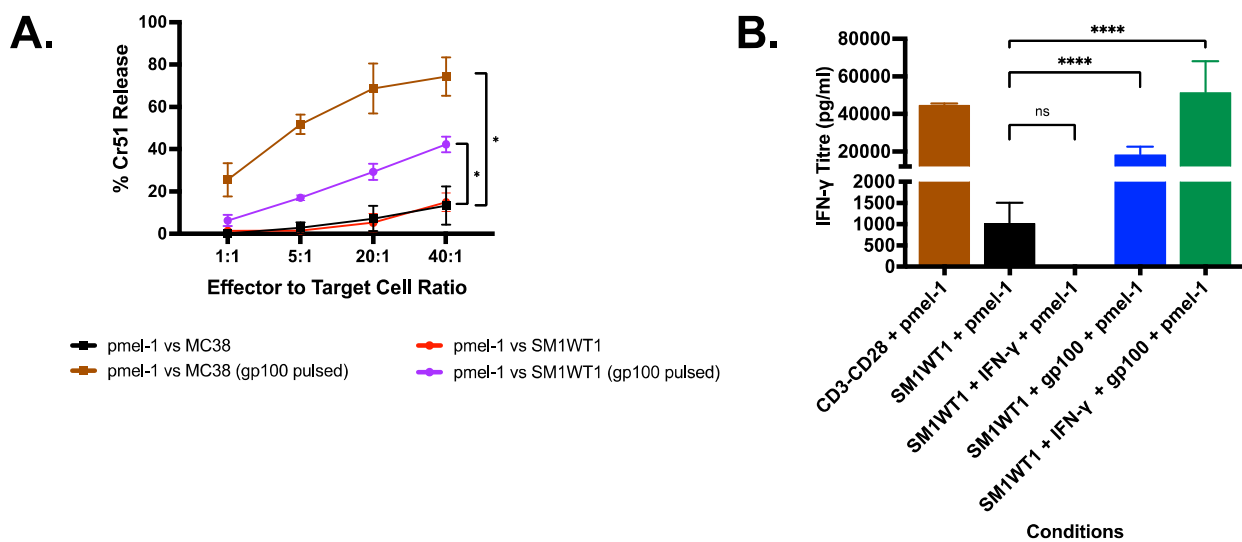 A.
% Cr51 Release
100
80
60
40
20
0
1:1
5:1
20:1
40:1
*
*
Effector to Target Cell Ratio
pmel-1 vs MC38
pmel-1 vs MC38 (gp100 pulsed)
pmel-1 vs SM1WT1
pmel-1 vs SM1WT1 (gp100 pulsed)
B.
IFN-γ Titre (pg/ml)
80000
60000
40000
20000
2000
1500
1000
500
0
****
****
ns
CD3-CD28 + pmel-1
SM1WT1 + pmel-1
SM1WT1 + IFN-γ + pmel-1
SM1WT1 + gp100 + pmel-1
SM1WT1 + IFN-γ + gp100 + pmel-1
Conditions